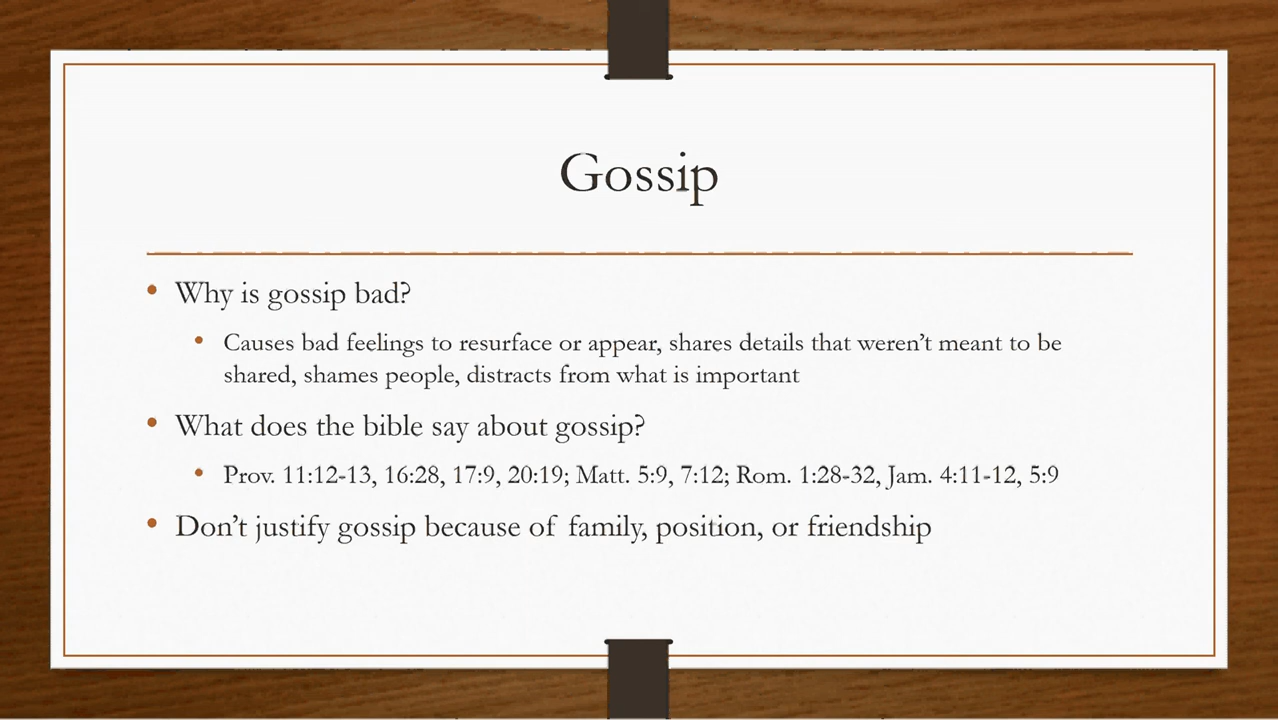 Gossip
• Why is gossip bad?
• Causes bad feelings to resurface or appear, shares details that weren’t meant to be
shared, shames people, distracts from what is important
• What does the bible say about gossip?
• Prov. 11:12-13, 16:28, 17:9, 20:19; Matt. 5:9, 7:12; Rom. 1:28-32, Jam. 4:11-12, 5:9
• Don’t justify gossip because of family, position, or friendship